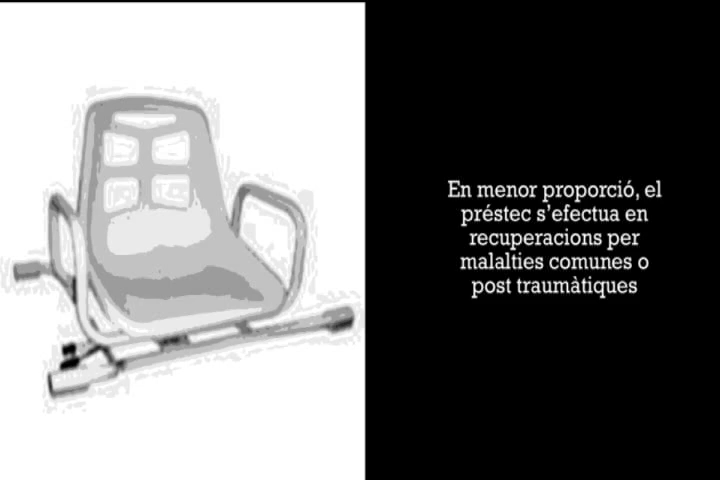 En menor proporció, el
préstec s'efectua en
recuperacions per
malalties comunes o
post traumàtiques